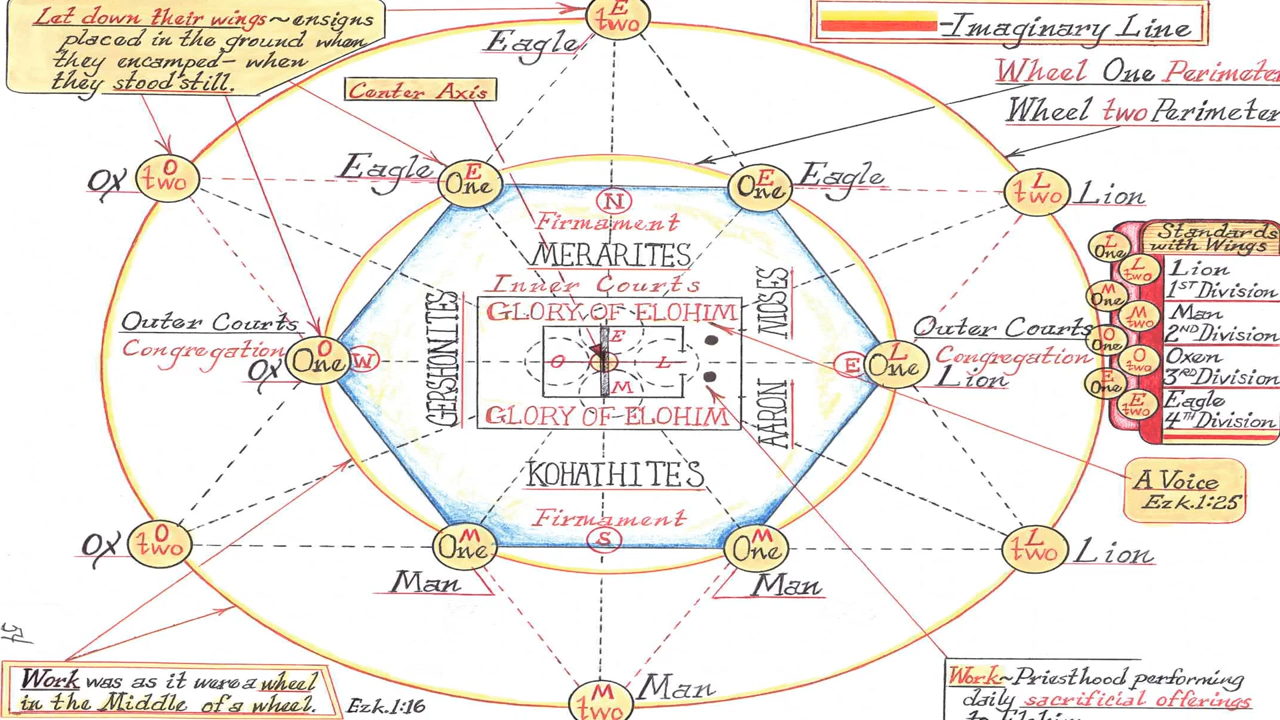 Let down their wings~ensigns
placed in the ground when
they encamped-when
they stood still.
E
two
Eagle
-Imaginary Line
Wheel One Perimeter
Wheel two Perimeter
Center Axis
Ox
O
two
Eagle
E
One
E
One
Eagle
L
two
Lion
N
Firmament
MERARITES
Inner Courts
GLORY OF ELOHIM
MOSES
GERSHONITES
Outer Courts
Congregation
Ox
O
One
W
O
E
L
M
E
L
One
Outer Courts
Congregation
Lion
GLORY OF ELOHIM
AARON
KOHATHITES
Firmament
S
Standards
with Wings
L
One
L
two
Lion
1ST Division
M
One
M
two
Man
2ND Division
O
One
O
two
Oxen
3RD Division
E
One
E
two
Eagle
4TH Division
A Voice
Ezk.1:25
Ox
O
two
M
One
Man
M
One
Man
L
two
Lion
M
two
Man
Work was as it were a wheel
in the Middle of a wheel.
Ezk.1:16
Work~Priesthood performing
daily sacrificial offerings